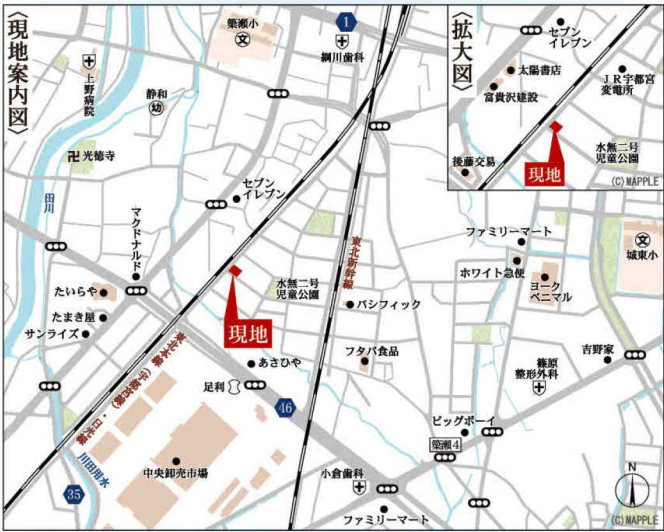 〈現地案内図〉
簗瀬小
文
1
綱川歯科
上野病院
静和
幼
光徳寺
田川
セブン
イレブン
マクドナルド
東北新幹線
水無二号
児童公園
たいらや
たまき屋
サンライズ
現地
パシフィック
あさひや
フタバ食品
足利
東北本線(宇都宮線)・日光線
46
川田用水
中央卸売市場
35
小倉歯科
ファミリーマート
簗瀬4
ビッグボーイ
篠原
整形外科
吉野家
ファミリーマート
ホワイト急便
ヨーク
ベニマル
文
城東小
N
(C)MAPPLE
〈拡大図〉
セブン
イレブン
太陽書店
富貴沢建設
JR宇都宮
変電所
水無二号
児童公園
後藤交易
現地
(C)MAPPLE